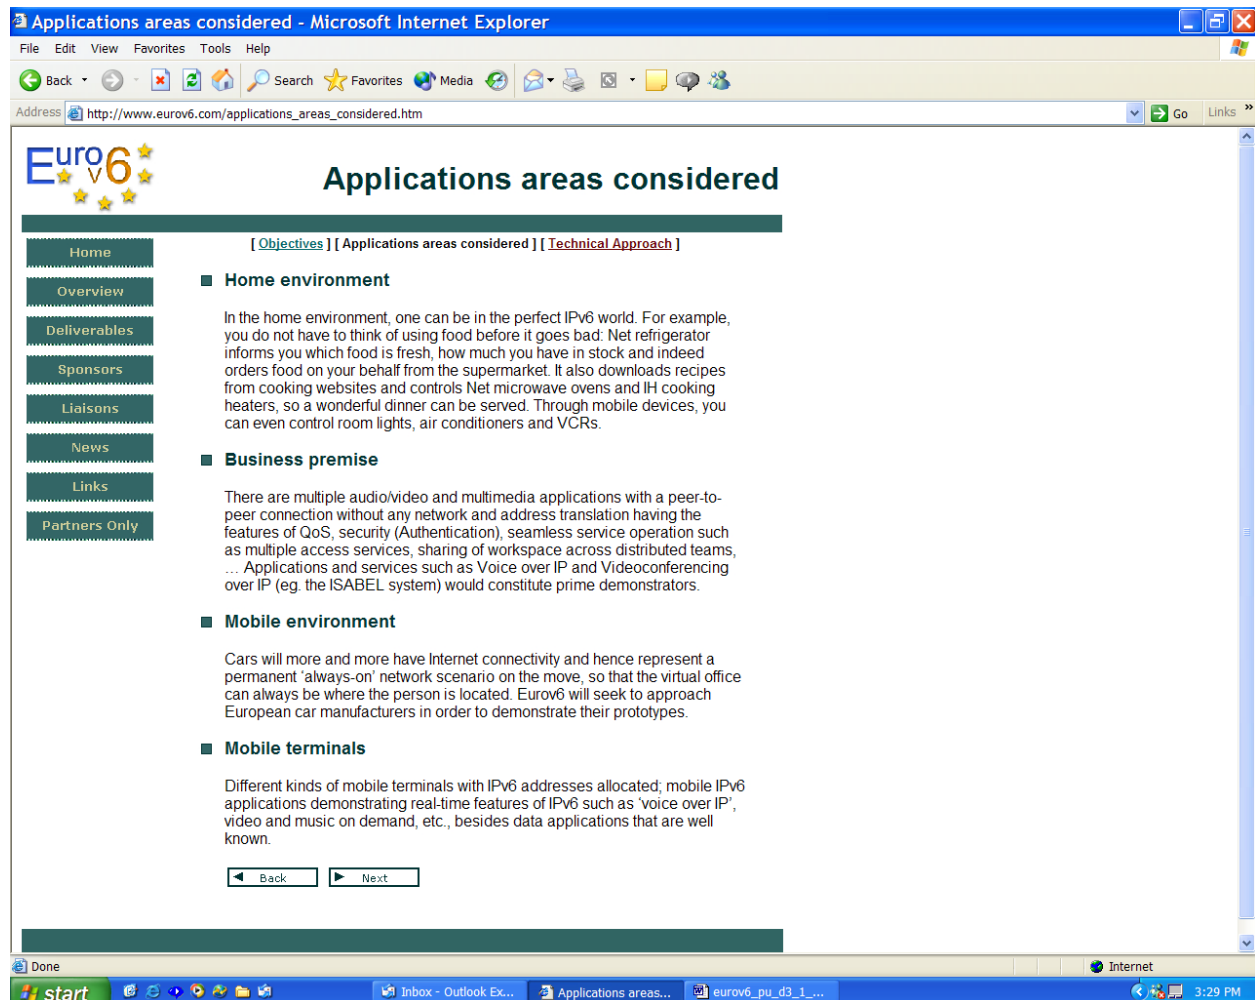 Applications areas considered - Microsoft Internet Explorer
File Edit View Favorites Tools Help
Back Search Favorites Media
Address http://www.eurov6.com/applications_areas_considered.htm Go Links »
Euro v6
Applications areas considered
[ Objectives ] [ Applications areas considered ] [ Technical Approach ]
Home
Overview
Deliverables
Sponsors
Liaisons
News
Links
Partners Only
Home environment
In the home environment, one can be in the perfect IPv6 world. For example,
you do not have to think of using food before it goes bad: Net refrigerator
informs you which food is fresh, how much you have in stock and indeed
orders food on your behalf from the supermarket. It also downloads recipes
from cooking websites and controls Net microwave ovens and IH cooking
heaters, so a wonderful dinner can be served. Through mobile devices, you
can even control room lights, air conditioners and VCRs.
Business premise
There are multiple audio/video and multimedia applications with a peer-to-
peer connection without any network and address translation having the
features of QoS, security (Authentication), seamless service operation such
as multiple access services, sharing of workspace across distributed teams,
… Applications and services such as Voice over IP and Videoconferencing
over IP (eg. the ISABEL system) would constitute prime demonstrators.
Mobile environment
Cars will more and more have Internet connectivity and hence represent a
permanent ‘always-on’ network scenario on the move, so that the virtual office
can always be where the person is located. Eurov6 will seek to approach
European car manufacturers in order to demonstrate their prototypes.
Mobile terminals
Different kinds of mobile terminals with IPv6 addresses allocated; mobile IPv6
applications demonstrating real-time features of IPv6 such as ‘voice over IP’,
video and music on demand, etc., besides data applications that are well
known.
Back Next
Done Internet
start Inbox - Outlook Ex... Applications areas... eurov6_pu_d3_1_... 3:29 PM